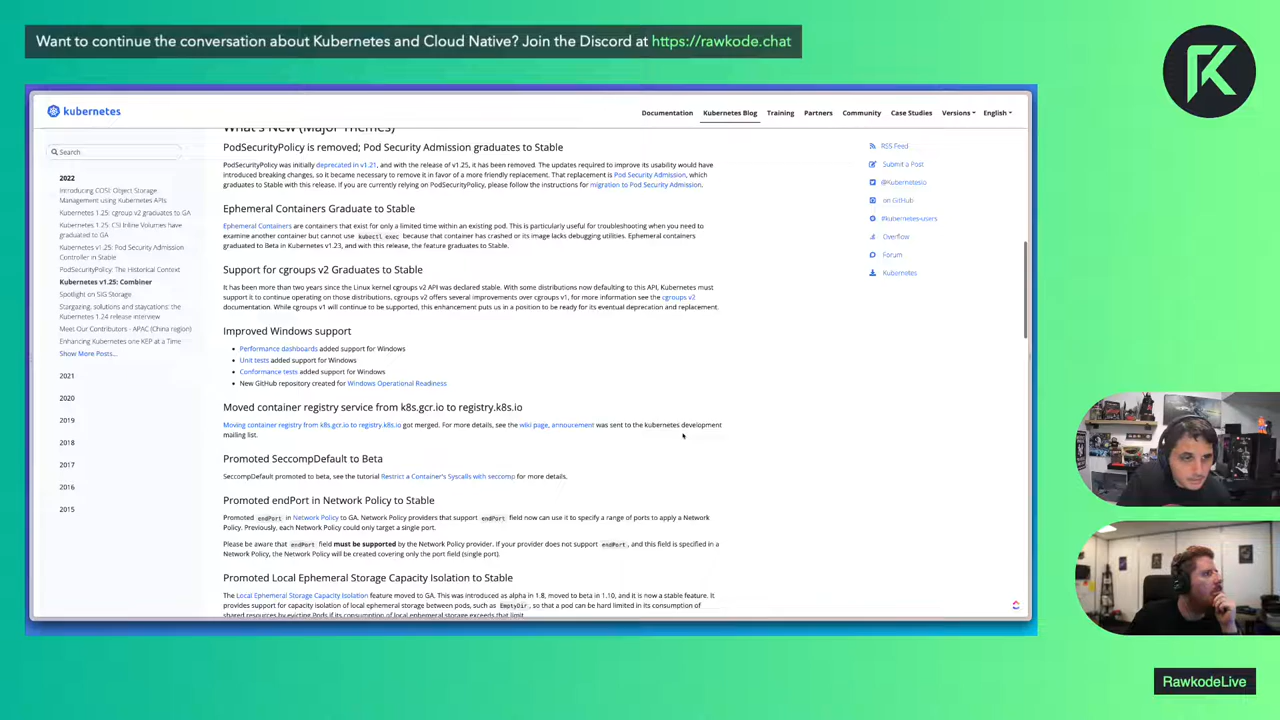 Want to continue the conversation about Kubernetes and Cloud Native? Join the Discord at https://rawkode.chat
kubernetes
Documentation
Kubernetes Blog
Training
Partners
Community
Case Studies
Versions
English
Search
2022
Introducing COSI: Object Storage
Management using Kubernetes APIs
Kubernetes 1.25: cgroup v2 graduates to GA
Kubernetes 1.25: CSI Inline Volumes have
graduated to GA
Kubernetes v1.25: Pod Security Admission
Controller in Stable
PodSecurityPolicy: The Historical Context
Kubernetes v1.25: Combiner
Spotlight on SIG Storage
Stargazing, solutions and staycations: the
Kubernetes 1.24 release interview
Meet Our Contributors - APAC (China region)
Enhancing Kubernetes one KEP at a Time
Show More Posts...
2021
2020
2019
2018
2017
2016
2015
What's New (Major Themes)
PodSecurityPolicy is removed; Pod Security Admission graduates to Stable
PodSecurityPolicy was initially deprecated in v1.21, and with the release of v1.25, it has been removed. The updates required to improve its usability would have
introduced breaking changes, so it became necessary to remove it in favor of a more friendly replacement. That replacement is Pod Security Admission, which
graduates to Stable with this release. If you are currently relying on PodSecurityPolicy, please follow the instructions for migration to Pod Security Admission.
Ephemeral Containers Graduate to Stable
Ephemeral Containers are containers that exist for only a limited time within an existing pod. This is particularly useful for troubleshooting when you need to
examine another container but cannot use kubectl exec because that container has crashed or its image lacks debugging utilities. Ephemeral containers
graduated to Beta in Kubernetes v1.23, and with this release, the feature graduates to Stable.
Support for cgroups v2 Graduates to Stable
It has been more than two years since the Linux kernel cgroups v2 API was declared stable. With some distributions now defaulting to this API, Kubernetes must
support it to continue operating on those distributions. cgroups v2 offers several improvements over cgroups v1, for more information see the cgroups v2
documentation. While cgroups v1 will continue to be supported, this enhancement puts us in a position to be ready for its eventual deprecation and replacement.
Improved Windows support
• Performance dashboards added support for Windows
• Unit tests added support for Windows
• Conformance tests added support for Windows
• New GitHub repository created for Windows Operational Readiness
Moved container registry service from k8s.gcr.io to registry.k8s.io
Moving container registry from k8s.gcr.io to registry.k8s.io got merged. For more details, see the wiki page, annoucement was sent to the kubernetes development
mailing list.
Promoted SeccompDefault to Beta
SeccompDefault promoted to beta, see the tutorial Restrict a Container's Syscalls with seccomp for more details.
Promoted endPort in Network Policy to Stable
Promoted endPort in Network Policy to GA. Network Policy providers that support endPort field now can use it to specify a range of ports to apply a Network
Policy. Previously, each Network Policy could only target a single port.
Please be aware that endPort field must be supported by the Network Policy provider. If your provider does not support endPort, and this field is specified in a
Network Policy, the Network Policy will be created covering only the port field (single port).
Promoted Local Ephemeral Storage Capacity Isolation to Stable
The Local Ephemeral Storage Capacity Isolation feature moved to GA. This was introduced as alpha in 1.8, moved to beta in 1.10, and it is now a stable feature. It
provides support for capacity isolation of local ephemeral storage between pods, such as EmptyDir, so that a pod can be hard limited in its consumption of
shared resources by evicting Pods if its consumption of local ephemeral storage exceeds that limit.
RSS Feed
Submit a Post
@Kubernetesio
on GitHub
#kubernetes-users
Overflow
Forum
Kubernetes
RawkodeLive